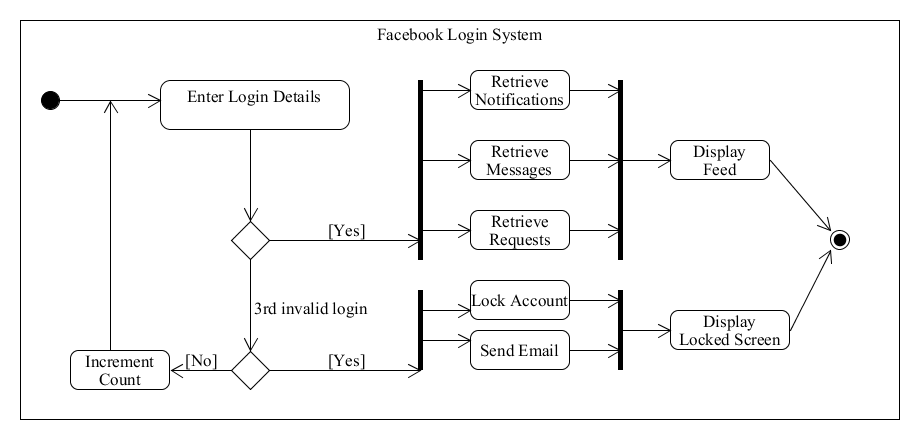 Facebook Login System
Enter Login Details
Retrieve
Notifications
Retrieve
Messages
Display
Feed
Retrieve
Requests
[Yes]
3rd invalid login
Lock Account
Send Email
Display
Locked Screen
Increment
Count
[No]
[Yes]